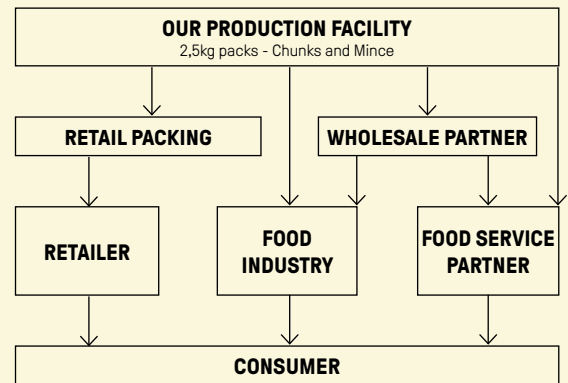 OUR PRODUCTION FACILITY
2,5kg packs - Chunks and Mince
RETAIL PACKING
WHOLESALE PARTNER
RETAILER
FOOD
INDUSTRY
FOOD SERVICE
PARTNER
CONSUMER